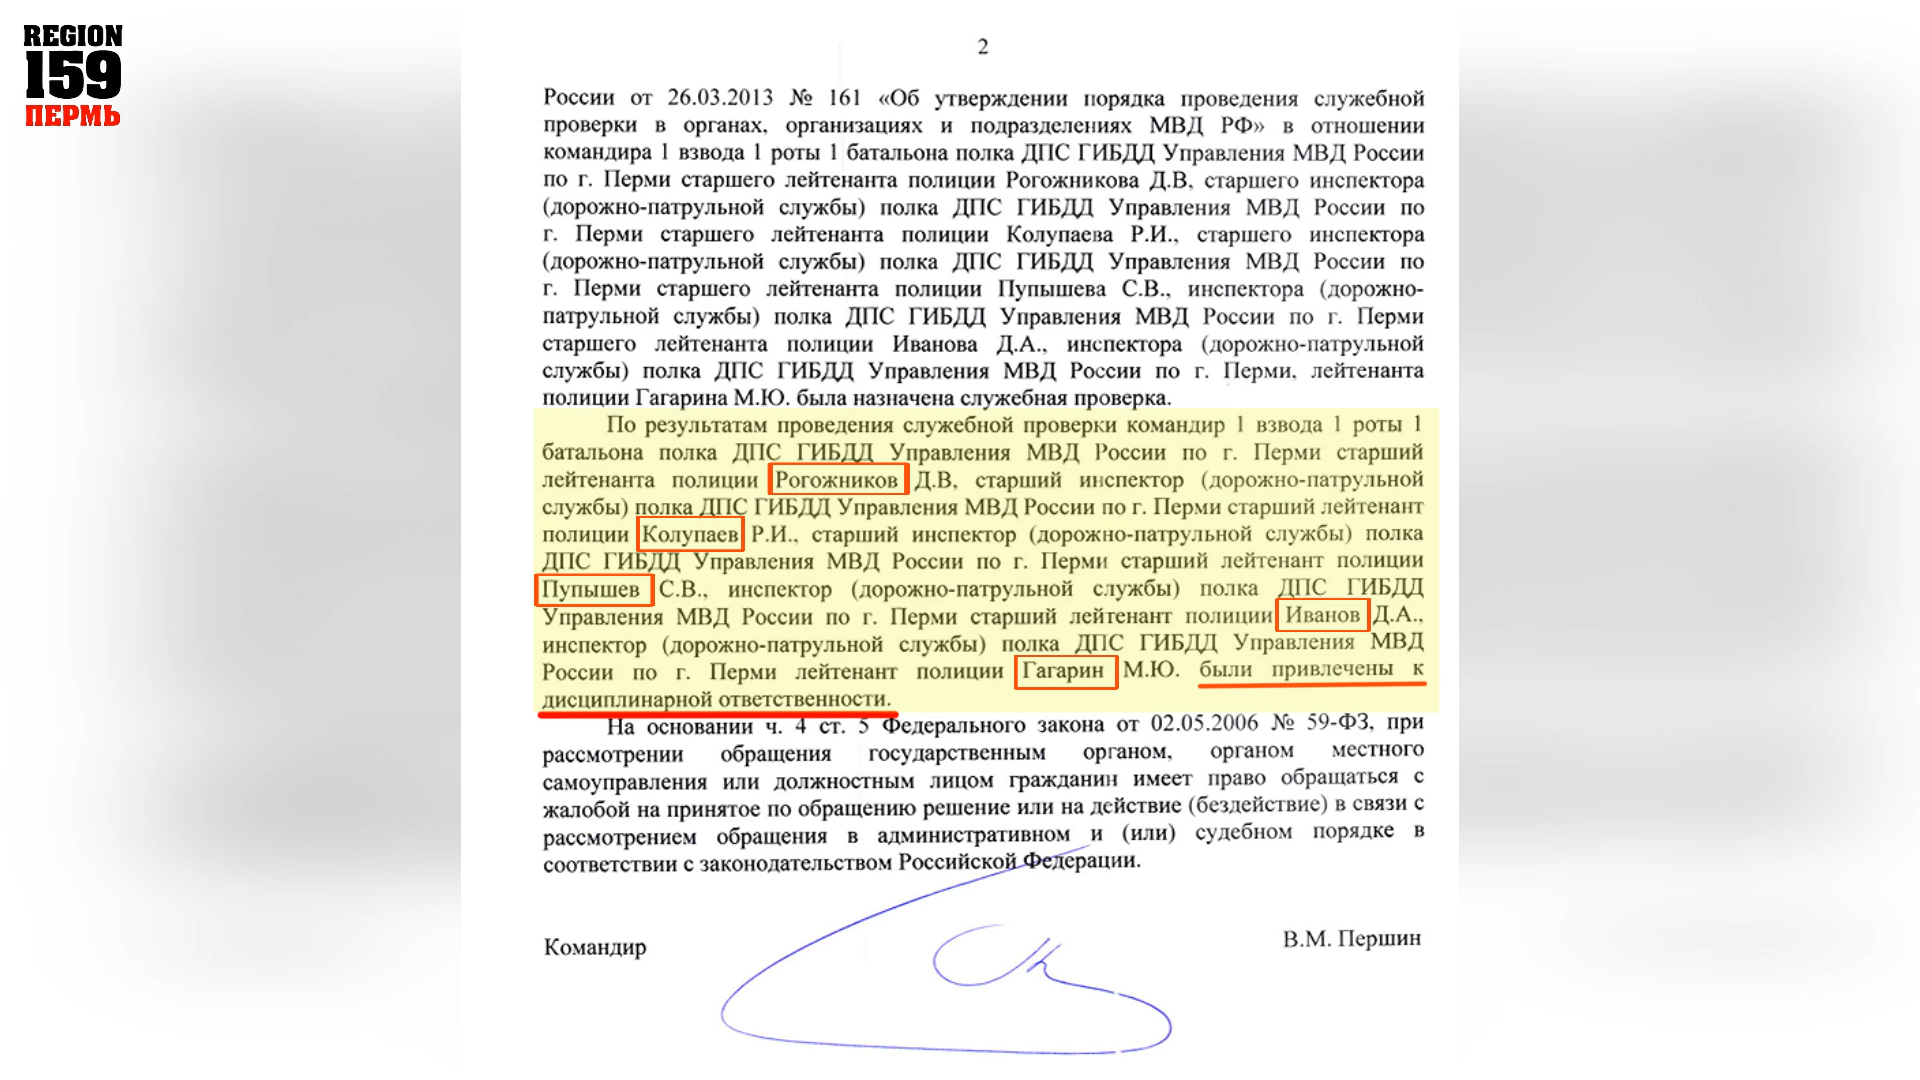 REGION
159
ПЕРМЬ
2
России от 26.03.2013 № 161 «Об утверждении порядка проведения служебной
проверки в органах, организациях и подразделениях МВД РФ» в отношении
командира 1 взвода 1 роты 1 батальона полка ДПС ГИБДД Управления МВД России
по г. Перми старшего лейтенанта полиции Рогожникова Д.В, старшего инспектора
(дорожно-патрульной службы) полка ДПС ГИБДД Управления МВД России по
г. Перми старшего лейтенанта полиции Колупаева Р.И., старшего инспектора
(дорожно-патрульной службы) полка ДПС ГИБДД Управления МВД России по
г. Перми старшего лейтенанта полиции Пупышева С.В., инспектора (дорожно-
патрульной службы) полка ДПС ГИБДД Управления МВД России по г. Перми
старшего лейтенанта полиции Иванова Д.А., инспектора (дорожно-патрульной
службы) полка ДПС ГИБДД Управления МВД России по г. Перми, лейтенанта
полиции Гагарина М.Ю. была назначена служебная проверка.
По результатам проведения служебной проверки командир 1 взвода 1 роты 1
батальона полка ДПС ГИБДД Управления МВД России по г. Перми старший
лейтенанта полиции Рогожников Д.В, старший инспектор (дорожно-патрульной
службы) полка ДПС ГИБДД Управления МВД России по г. Перми старший лейтенант
полиции Колупаев Р.И., старший инспектор (дорожно-патрульной службы) полка
ДПС ГИБДД Управления МВД России по г. Перми старший лейтенант полиции
Пупышев С.В., инспектор (дорожно-патрульной службы) полка ДПС ГИБДД
Управления МВД России по г. Перми старший лейтенант полиции Иванов Д.А.,
инспектор (дорожно-патрульной службы) полка ДПС ГИБДД Управления МВД
России по г. Перми лейтенант полиции Гагарин М.Ю. были привлечены к
дисциплинарной ответственности.
На основании ч. 4 ст. 5 Федерального закона от 02.05.2006 № 59-ФЗ, при
рассмотрении обращения государственным органом, органом местного
самоуправления или должностным лицом гражданин имеет право обращаться с
жалобой на принятое по обращению решение или на действие (бездействие) в связи с
рассмотрением обращения в административном и (или) судебном порядке в
соответствии с законодательством Российской Федерации.
Командир
В.М. Першин